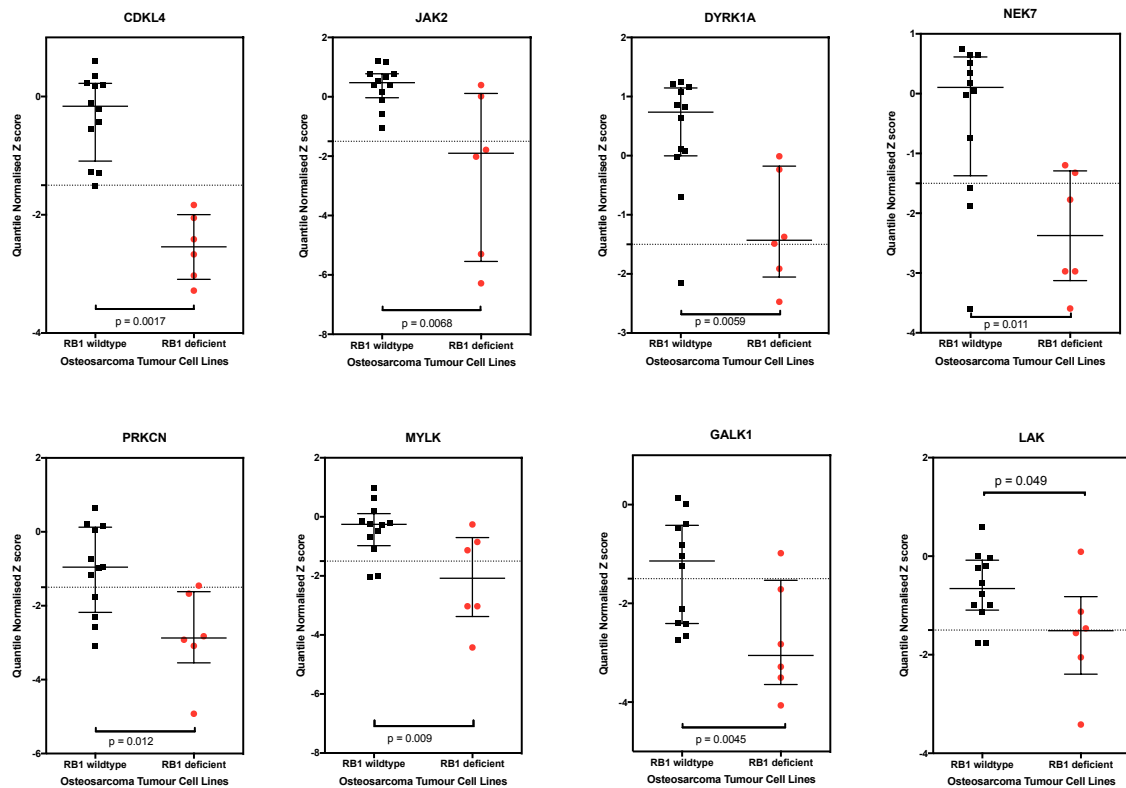 CDKL4
Quantile Normalised Z score
0
-2
-4
p = 0.0017
RB1 wildtype RB1 deficient
Osteosarcoma Tumour Cell Lines
JAK2
Quantile Normalised Z score
2
0
-2
-4
-6
-8
p = 0.0068
RB1 wildtype RB1 deficient
Osteosarcoma Tumour Cell Lines
DYRK1A
Quantile Normalised Z score
2
1
0
-1
-2
-3
p = 0.0059
RB1 wildtype RB1 deficient
Osteosarcoma Tumour Cell Lines
NEK7
Quantile Normalised Z score
1
0
-1
-2
-3
-4
p = 0.011
RB1 wildtype RB1 deficient
Osteosarcoma Tumour Cell Lines
PRKCN
Quantile Normalised Z score
2
0
-2
-4
-6
p = 0.012
RB1 wildtype RB1 deficient
Osteosarcoma Tumour Cell Lines
MYLK
Quantile Normalised Z score
2
0
-2
-4
-6
-8
p = 0.009
RB1 wildtype RB1 deficient
Osteosarcoma Tumour Cell Lines
GALK1
Quantile Normalised Z score
0
-2
-4
p = 0.0045
RB1 wildtype RB1 deficient
Osteosarcoma Tumour Cell Lines
LAK
Quantile Normalised Z score
2
0
-2
-4
p = 0.049
RB1 wildtype RB1 deficient
Osteosarcoma Tumour Cell Lines